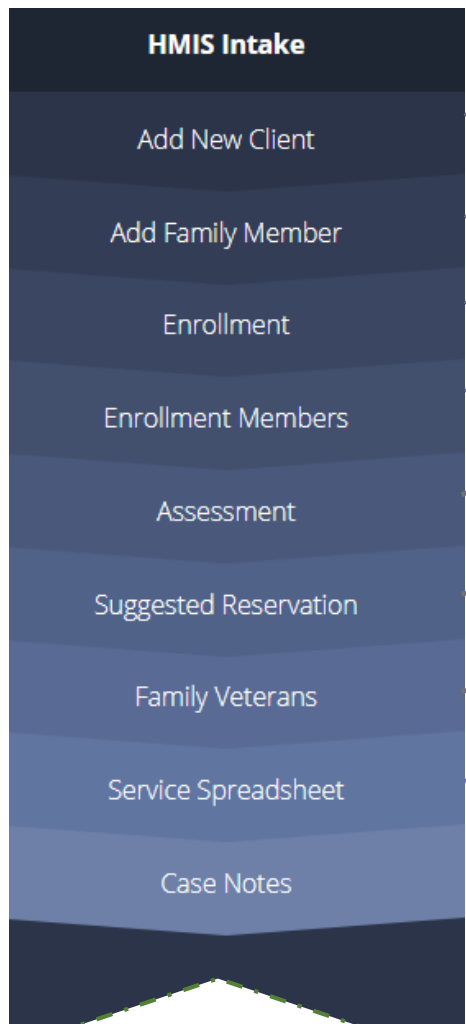 HMIS Intake
Add New Client
Add Family Member
Enrollment
Enrollment Members
Assessment
Suggested Reservation
Family Veterans
Service Spreadsheet
Case Notes